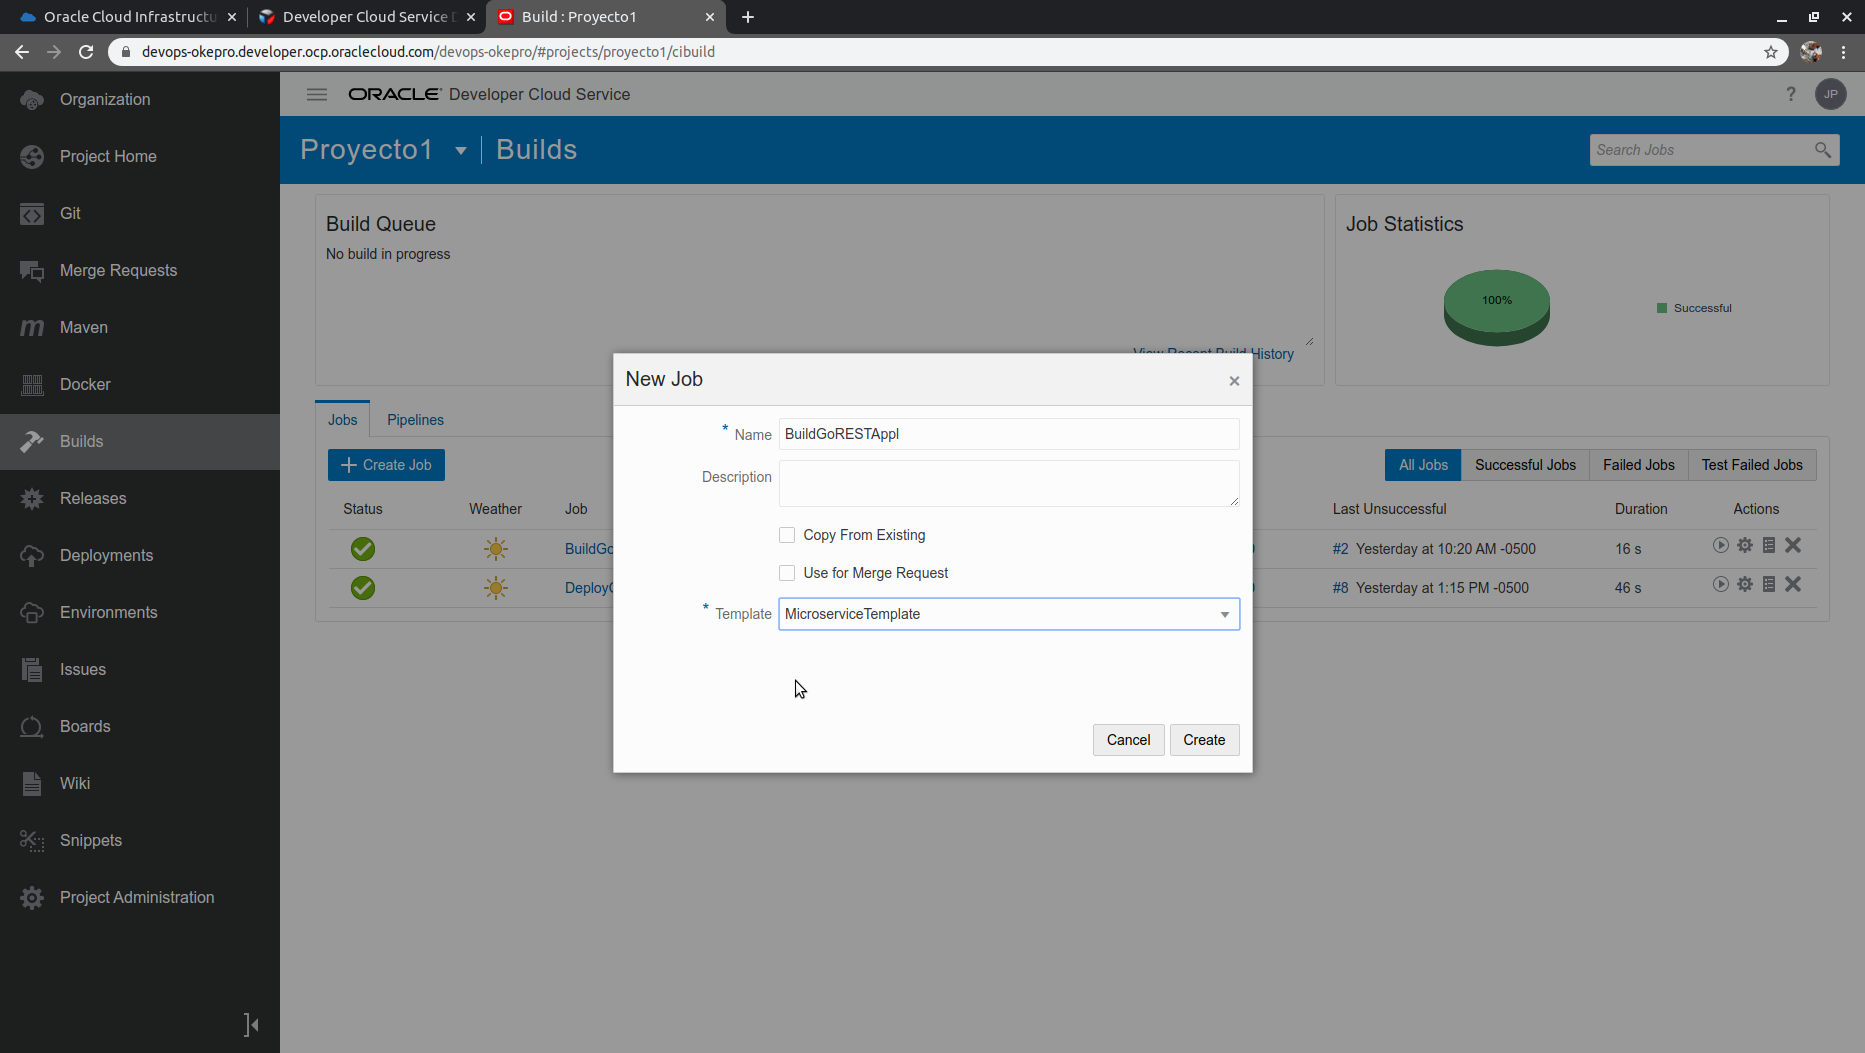 Oracle Cloud Infrastructu
Developer Cloud Service D
Build : Proyecto1
devops-okepro.developer.ocp.oraclecloud.com/devops-okepro/#projects/proyecto1/cibuild
Organization
Project Home
Git
Merge Requests
Maven
Docker
Builds
Releases
Deployments
Environments
Issues
Boards
Wiki
Snippets
Project Administration
ORACLE Developer Cloud Service
? JP
Proyecto1 Builds
Search Jobs
Build Queue
No build in progress
View Recent Build History
Job Statistics
100%
Successful
Jobs Pipelines
Create Job
All Jobs Successful Jobs Failed Jobs Test Failed Jobs
Status Weather Job Last Unsuccessful Duration Actions
BuildGo #2 Yesterday at 10:20 AM -0500 16 s
Deploy #8 Yesterday at 1:15 PM -0500 46 s
New Job
* Name BuildGoRESTAppl
Description
Copy From Existing
Use for Merge Request
* Template MicroserviceTemplate
Cancel Create